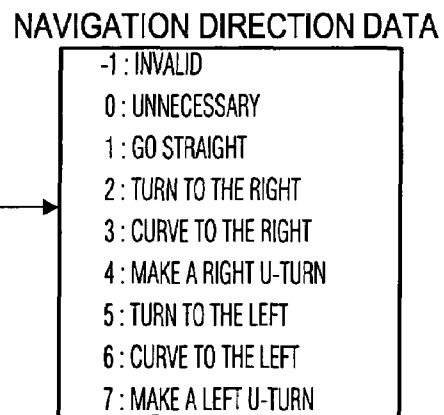 NAVIGATION DIRECTION DATA
-1 : INVALID
0 : UNNECESSARY
1 : GO STRAIGHT
2 : TURN TO THE RIGHT
3 : CURVE TO THE RIGHT
4 : MAKE A RIGHT U-TURN
5 : TURN TO THE LEFT
6 : CURVE TO THE LEFT
7 : MAKE A LEFT U-TURN